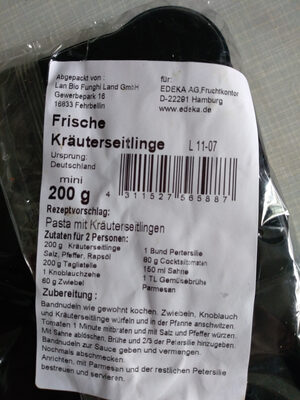 Abgepackt von :
Lan Bio Funghi Land GmbH
Gewerbepark 16
16833 Fehrbellin
für:
EDEKA AG,Fruchtkontor
D-22291 Hamburg
www.edeka.de
Frische
Kräuterseitlinge
L 11-07
Ursprung:
Deutschland
mini
200 g
4 311527 565887
Rezeptvorschlag:
Pasta mit Kräuterseitlingen
Zutaten für 2 Personen:
200 g Kräuterseitlinge
Salz, Pfeffer, Rapsöl
200 g Tagliatelle
1 Knoblauchzehe
60 g Zwiebel
1 Bund Petersilie
80 g Cocktailtomaten
150 ml Sahne
1 TL Gemüsebrühe
Parmesan
Zubereitung :
Bandnudeln wie gewohnt kochen. Zwiebeln, Knoblauch
und Kräuterseitlinge würfeln und in der Pfanne anschwitzen.
Tomaten 1 Minute mitbraten und mit Salz und Pfeffer würzen.
Mit Sahne ablöschen, Brühe und 2/3 der Petersilie hinzugeben.
Bandnudeln zur Sauce geben und vermengen.
Nochmals abschmecken.
Anrichten, mit Parmesan und der restlichen Petersilie
bestreuen und servieren.